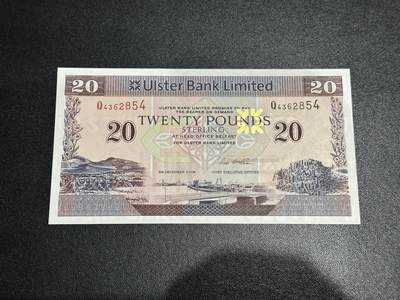 20 Ulster Bank Limited 20
ULSTER BANK LIMITED PROMISE TO PAY
THE BEARER ON DEMAND
Q4362854 Q4362854
TWENTY POUNDS
20 STERLING 20
AT HEAD OFFICE BELFAST
FOR ULSTER BANK LIMITED
CHIEF EXECUTIVE OFFICER